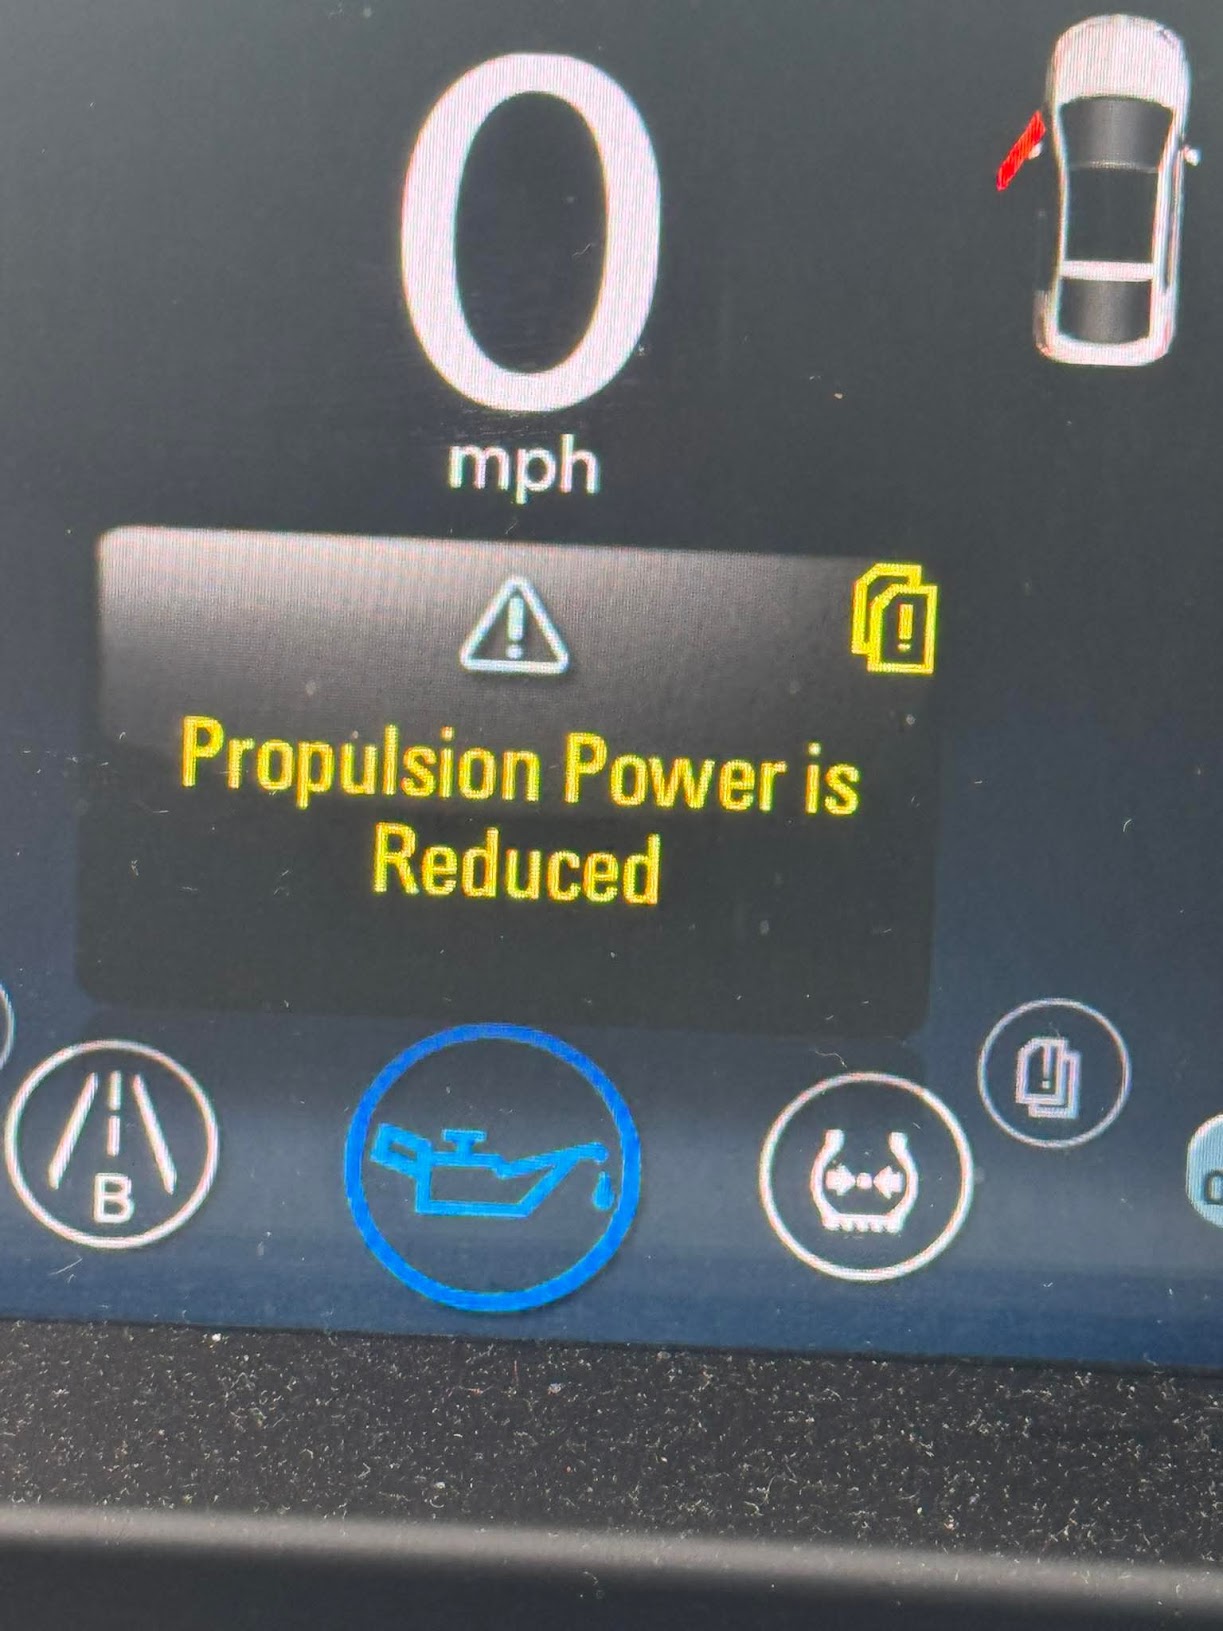 0
mph
Propulsion Power is
Reduced
B